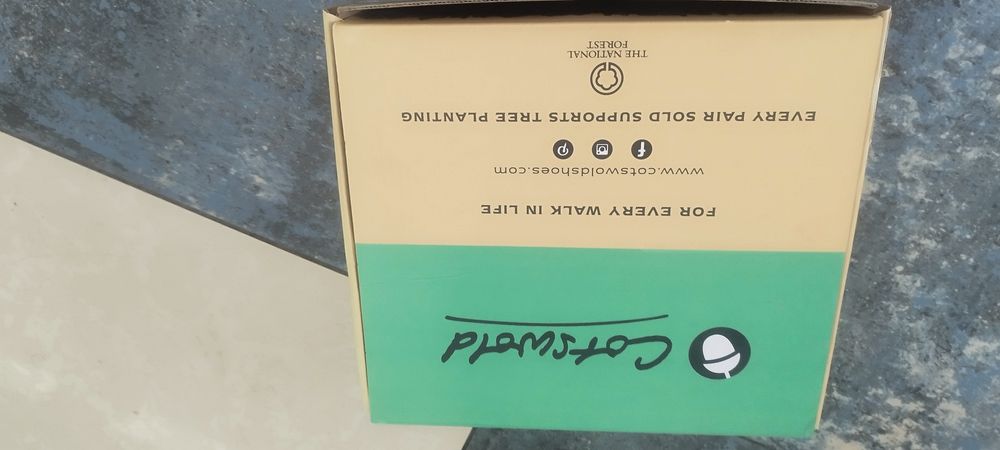 Cotswold
FOR EVERY WALK IN LIFE
www.cotswoldshoes.com
EVERY PAIR SOLD SUPPORTS TREE PLANTING
THE NATIONAL
FOREST